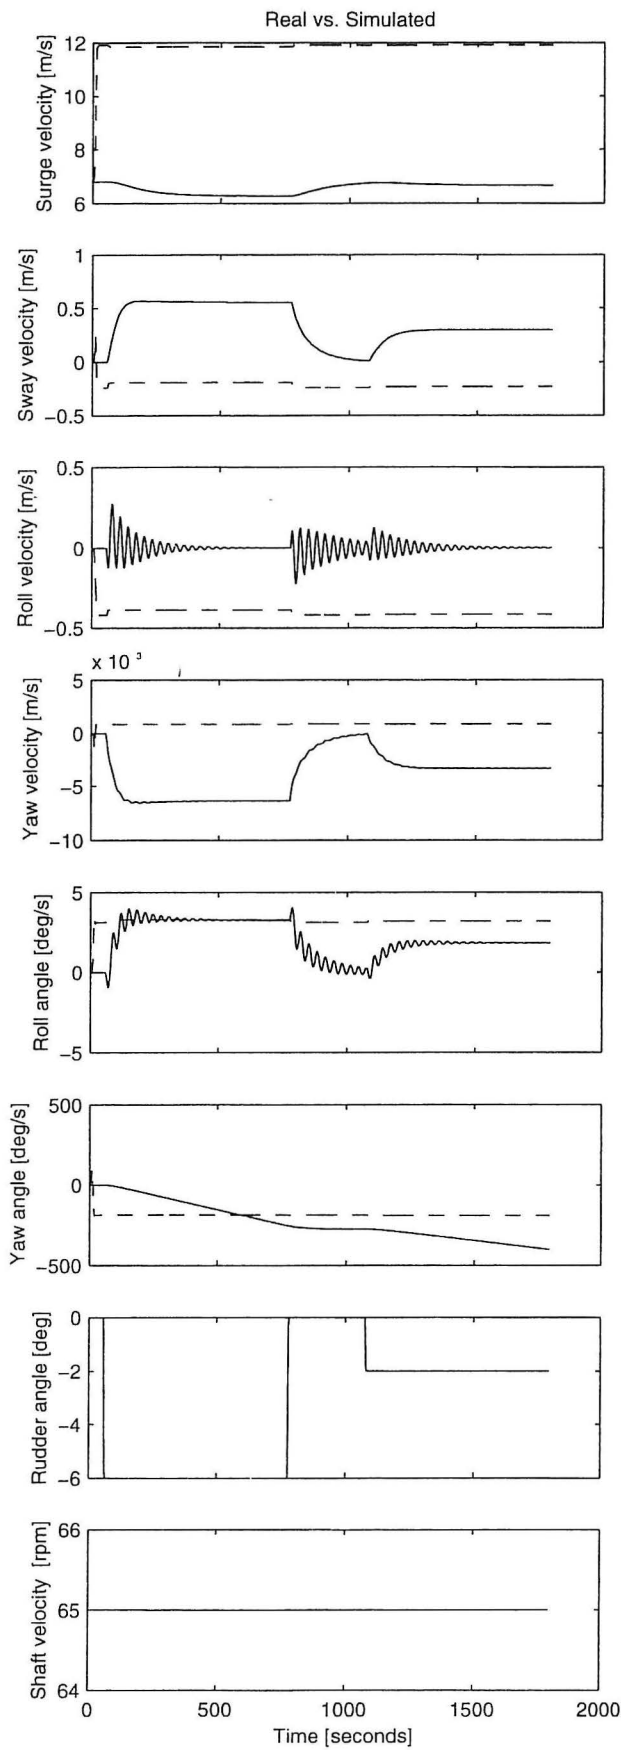 Real vs. Simulated
Surge velocity [m/s]
12
10
8
6
Sway velocity [m/s]
1
0.5
0
−0.5
Roll velocity [m/s]
0.5
0
−0.5
x 10 ³
Yaw velocity [m/s]
5
0
−5
−10
Roll angle [deg/s]
5
0
−5
Yaw angle [deg/s]
500
0
−500
Rudder angle [deg]
0
−2
−4
−6
Shaft velocity [rpm]
66
65
64
0 500 1000 1500 2000
Time [seconds]